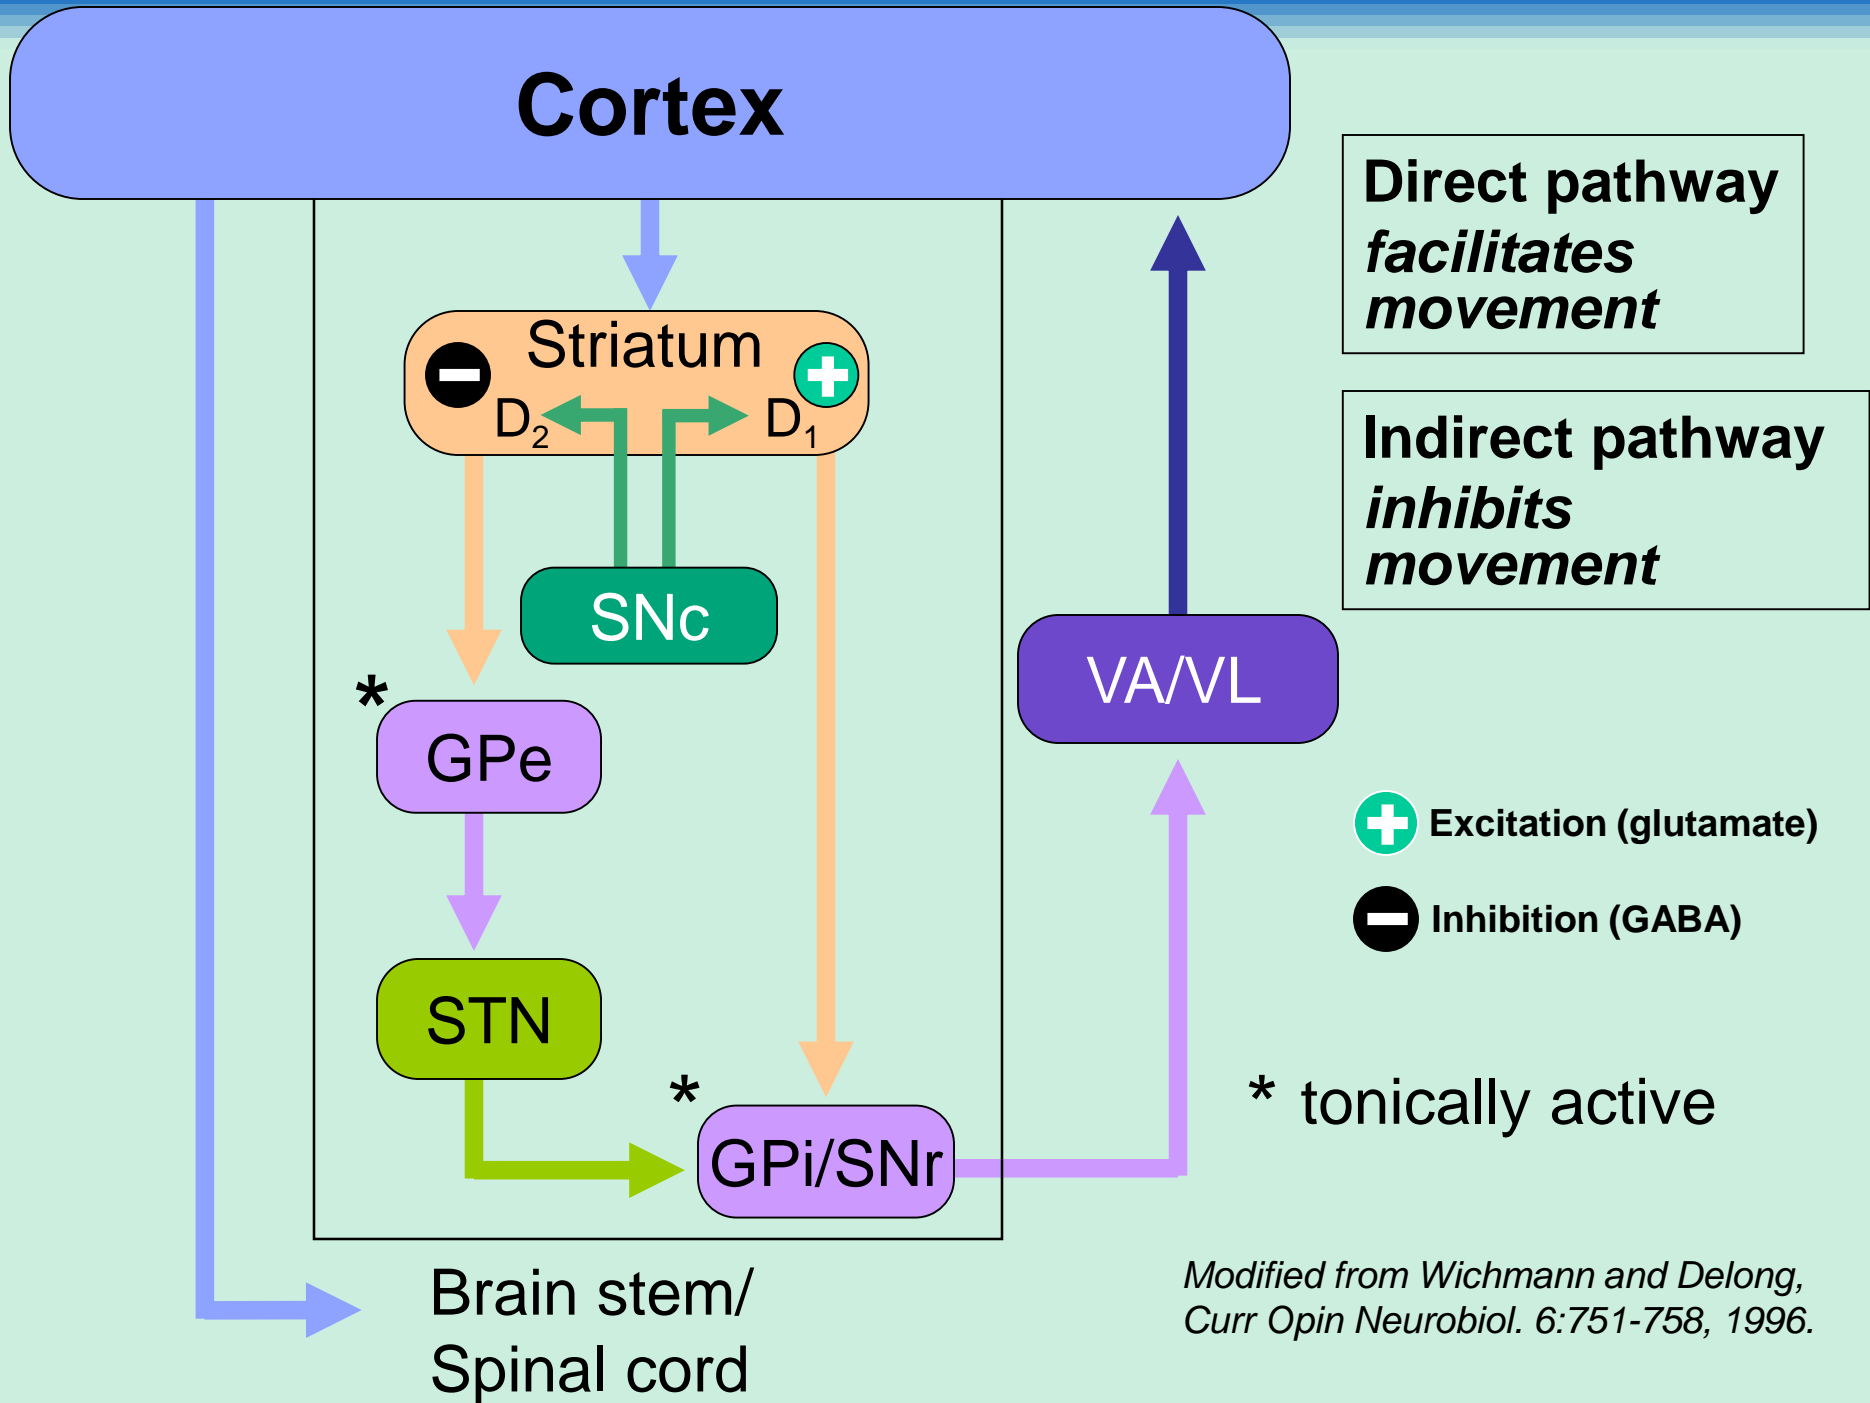 Cortex
Direct pathway
facilitates
movement
Indirect pathway
inhibits
movement
Striatum
D2
D1
SNc
VA/VL
*
GPe
Excitation (glutamate)
Inhibition (GABA)
STN
*
GPi/SNr
* tonically active
Brain stem/
Spinal cord
Modified from Wichmann and Delong,
Curr Opin Neurobiol. 6:751-758, 1996.